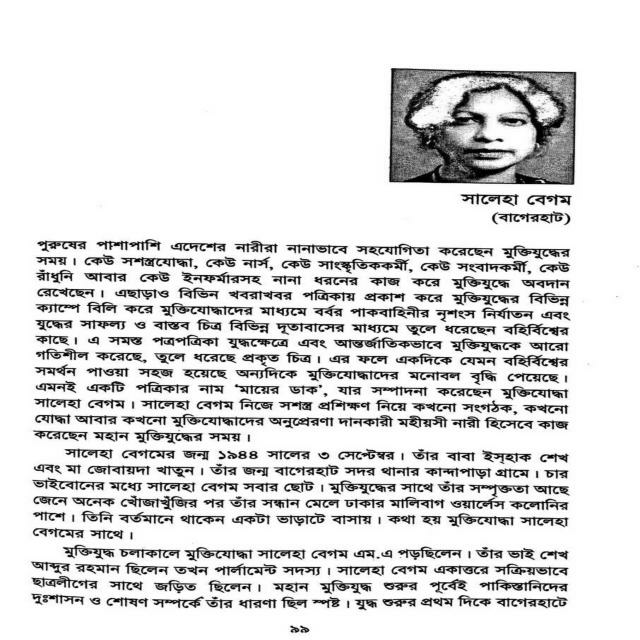 সালেহা বেগম
(বাগেরহাট)
পুরুষের পাশাপাশি এদেশের নারীরা নানাভাবে সহযোগিতা করেছেন মুক্তিযুদ্ধের
সময়। কেউ সশস্ত্রযোদ্ধা, কেউ নার্স, কেউ সাংস্কৃতিককর্মী, কেউ সংবাদকর্মী, কেউ
রাঁধুনি আবার কেউ ইনফর্মারসহ নানা ধরনের কাজ করে মুক্তিযুদ্ধে অবদান
রেখেছেন। এছাড়াও বিভিন খবরাখবর পত্রিকায় প্রকাশ করে মুক্তিযুদ্ধের বিভিন্ন
ক্যাম্পে বিলি করে মুক্তিযোদ্ধাদের মাধ্যমে বর্বর পাকবাহিনীর নৃশংস নির্যাতন এবং
যুদ্ধের সাফল্য ও বাস্তব চিত্র বিভিন্ন দূতাবাসের মাধ্যমে তুলে ধরেছেন বহির্বিশ্বের
কাছে। এ সমস্ত পত্রপত্রিকা যুদ্ধক্ষেত্রে এবং আন্তর্জাতিকভাবে মুক্তিযুদ্ধকে আরো
গতিশীল করেছে, তুলে ধরেছে প্রকৃত চিত্র। এর ফলে একদিকে যেমন বহির্বিশ্বের
সমর্থন পাওয়া সহজ হয়েছে অন্যদিকে মুক্তিযোদ্ধাদের মনোবল বৃদ্ধি পেয়েছে।
এমনই একটি পত্রিকার নাম ‘মায়ের ডাক’, যার সম্পাদনা করেছেন মুক্তিযোদ্ধা
সালেহা বেগম। সালেহা বেগম নিজে সশস্ত্র প্রশিক্ষণ নিয়ে কখনো সংগঠক, কখনো
যোদ্ধা আবার কখনো মুক্তিযোদ্ধাদের অনুপ্রেরণা দানকারী মহীয়সী নারী হিসেবে কাজ
করেছেন মহান মুক্তিযুদ্ধের সময়।
সালেহা বেগমের জন্ম ১৯৪৪ সালের ৩ সেপ্টেম্বর। তাঁর বাবা ইস্‌হাক শেখ
এবং মা জোবায়দা খাতুন। তাঁর জন্ম বাগেরহাট সদর থানার কান্দাপাড়া গ্রামে। চার
ভাইবোনের মধ্যে সালেহা বেগম সবার ছোট। মুক্তিযুদ্ধের সাথে তাঁর সম্পৃক্ততা আছে
জেনে অনেক খোঁজাখুঁজির পর তাঁর সন্ধান মেলে ঢাকার মালিবাগ ওয়ার্লেস কলোনির
পাশে। তিনি বর্তমানে থাকেন একটা ভাড়াটে বাসায়। কথা হয় মুক্তিযোদ্ধা সালেহা
বেগমের সাথে।
মুক্তিযুদ্ধ চলাকালে মুক্তিযোদ্ধা সালেহা বেগম এম.এ পড়ছিলেন। তাঁর ভাই শেখ
আব্দুর রহমান ছিলেন তখন পার্লামেন্ট সদস্য। সালেহা বেগম একাত্তরে সক্রিয়ভাবে
ছাত্রলীগের সাথে জড়িত ছিলেন। মহান মুক্তিযুদ্ধ শুরুর পূর্বেই পাকিস্তানিদের
দুঃশাসন ও শোষণ সম্পর্কে তাঁর ধারণা ছিল স্পষ্ট। যুদ্ধ শুরুর প্রথম দিকে বাগেরহাটে
৯৯